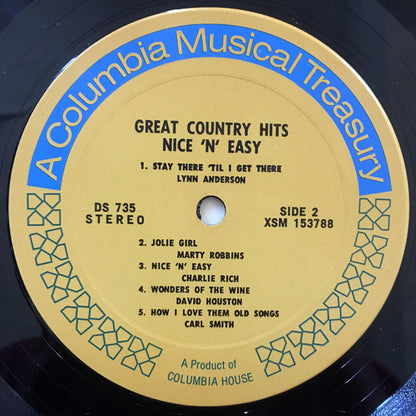 A Columbia Musical Treasury
GREAT COUNTRY HITS
NICE 'N' EASY
1. STAY THERE 'TIL I GET THERE
LYNN ANDERSON
DS 735
STEREO
SIDE 2
XSM 153788
2. JOLIE GIRL
MARTY ROBBINS
3. NICE 'N' EASY
CHARLIE RICH
4. WONDERS OF THE WINE
DAVID HOUSTON
5. HOW I LOVE THEM OLD SONGS
CARL SMITH
A Product of
COLUMBIA HOUSE